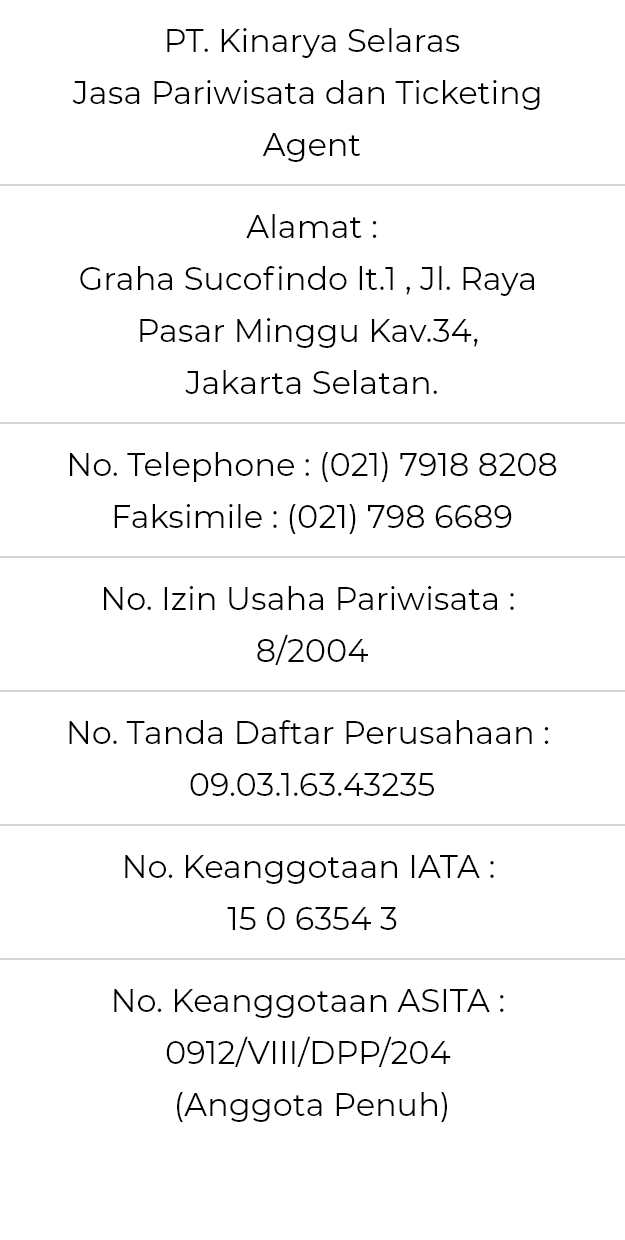 PT. Kinarya Selaras
Jasa Pariwisata dan Ticketing
Agent
Alamat :
Graha Sucofindo lt.1 , Jl. Raya
Pasar Minggu Kav.34,
Jakarta Selatan.
No. Telephone : (021) 7918 8208
Faksimile : (021) 798 6689
No. Izin Usaha Pariwisata :
8/2004
No. Tanda Daftar Perusahaan :
09.03.1.63.43235
No. Keanggotaan IATA :
15 0 6354 3
No. Keanggotaan ASITA :
0912/VIII/DPP/204
(Anggota Penuh)